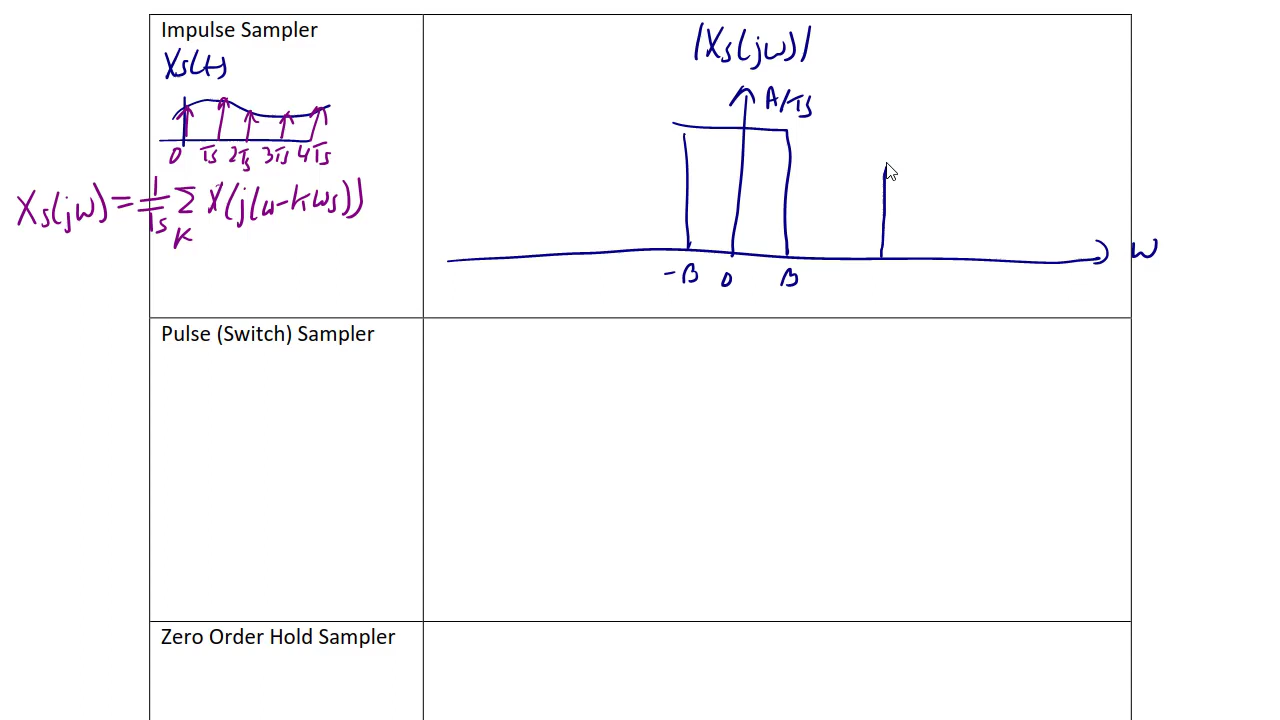 Impulse Sampler
Xs(t)
0 Ts 2Ts 3Ts 4Ts
Xs(jω) = 1/Ts Σ K X(j(ω-kωs))
|Xs(jω)|
A/Ts
-B 0 B
ω
Pulse (Switch) Sampler
Zero Order Hold Sampler